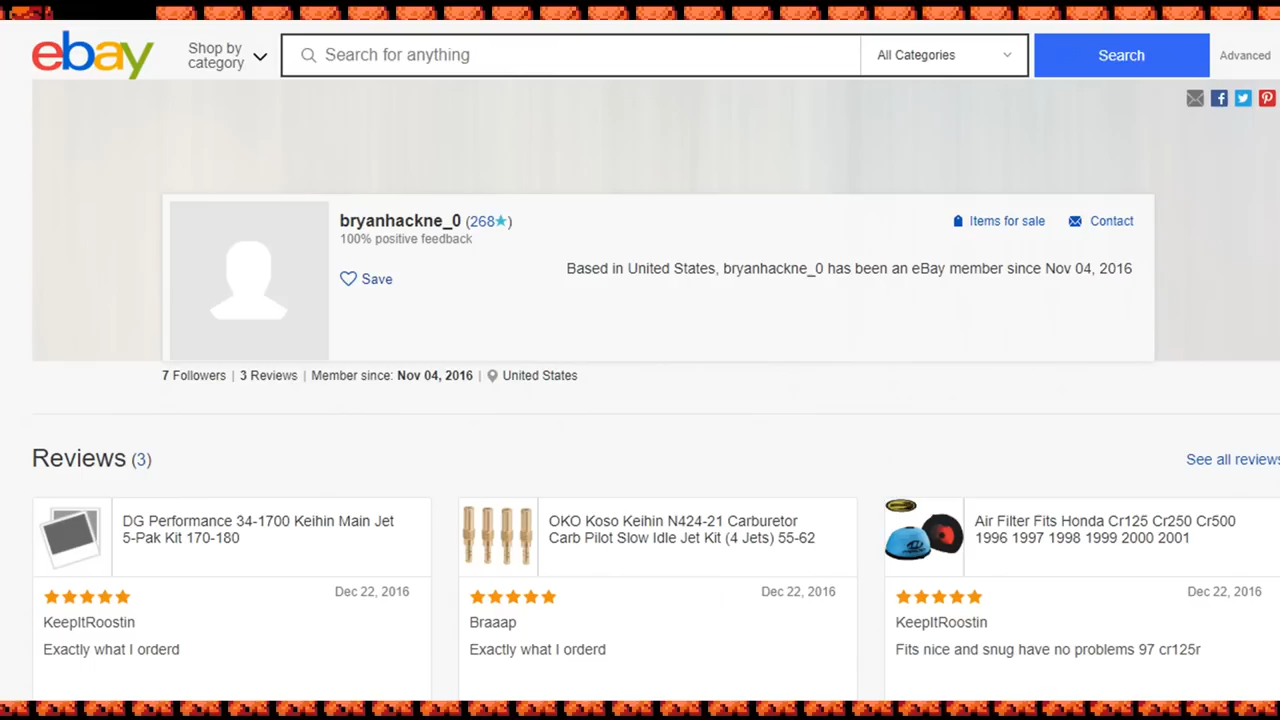 ebay
Shop by
category
Search for anything
All Categories
Search
Advanced
bryanhackne_0 (268★)
100% positive feedback
Items for sale
Contact
Save
Based in United States, bryanhackne_0 has been an eBay member since Nov 04, 2016
7 Followers | 3 Reviews | Member since: Nov 04, 2016 | United States
Reviews (3)
See all reviews
DG Performance 34-1700 Keihin Main Jet
5-Pak Kit 170-180
Dec 22, 2016
KeepItRoostin
Exactly what I orderd
OKO Koso Keihin N424-21 Carburetor
Carb Pilot Slow Idle Jet Kit (4 Jets) 55-62
Dec 22, 2016
Braaap
Exactly what I orderd
Air Filter Fits Honda Cr125 Cr250 Cr500
1996 1997 1998 1999 2000 2001
Dec 22, 2016
KeepItRoostin
Fits nice and snug have no problems 97 cr125r